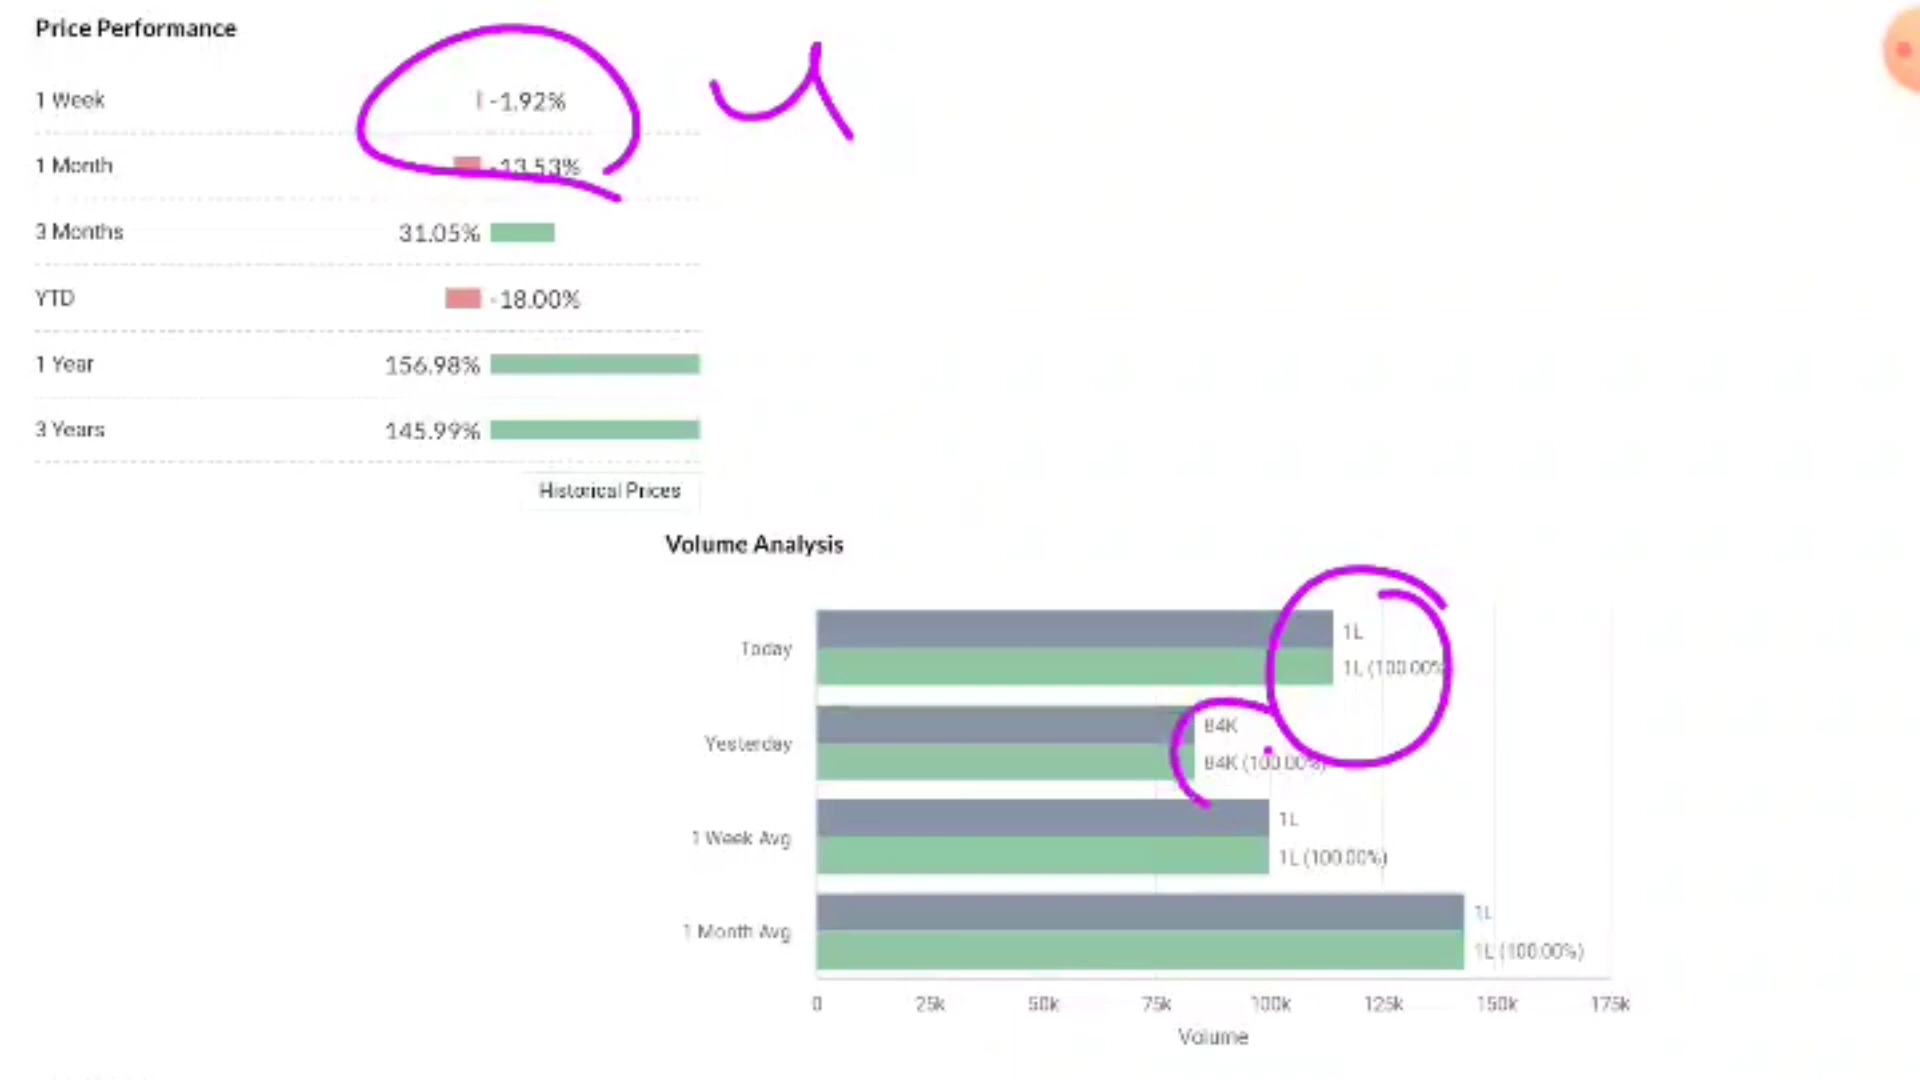 Price Performance
1 Week -1.92%
1 Month -13.53%
3 Months 31.05%
YTD -18.00%
1 Year 156.98%
3 Years 145.99%
Historical Prices
Volume Analysis
Today 1L
1L (100.00%
Yesterday 84K
84K (100.00%)
1 Week Avg 1L
1L (100.00%)
1 Month Avg 1L
1L (100.00%)
0 25k 50k 75k 100k 125k 150k 175k
Volume